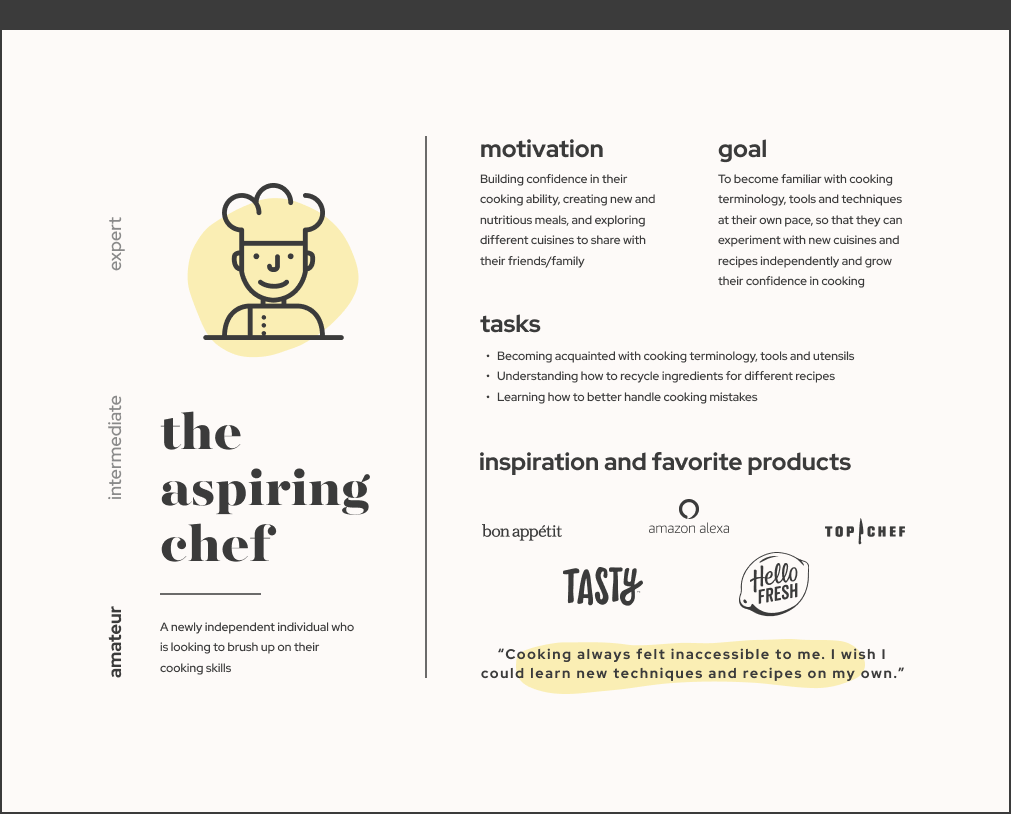 expert
intermediate
amateur
the
aspiring
chef
A newly independent individual who
is looking to brush up on their
cooking skills
motivation
Building confidence in their
cooking ability, creating new and
nutritious meals, and exploring
different cuisines to share with
their friends/family
goal
To become familiar with cooking
terminology, tools and techniques
at their own pace, so that they can
experiment with new cuisines and
recipes independently and grow
their confidence in cooking
tasks
• Becoming acquainted with cooking terminology, tools and utensils
• Understanding how to recycle ingredients for different recipes
• Learning how to better handle cooking mistakes
inspiration and favorite products
bon appétit
amazon alexa
TOP CHEF
TASTY
Hello
FRESH
“Cooking always felt inaccessible to me. I wish I
could learn new techniques and recipes on my own.”